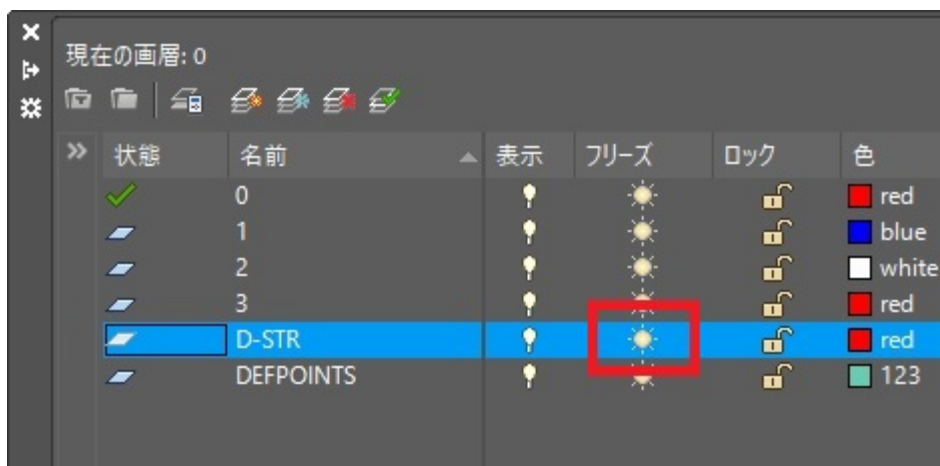 現在の画層: 0
状態 名前 表示 フリーズ ロック 色
0 red
1 blue
2 white
3 red
D-STR red
DEFPOINTS 123